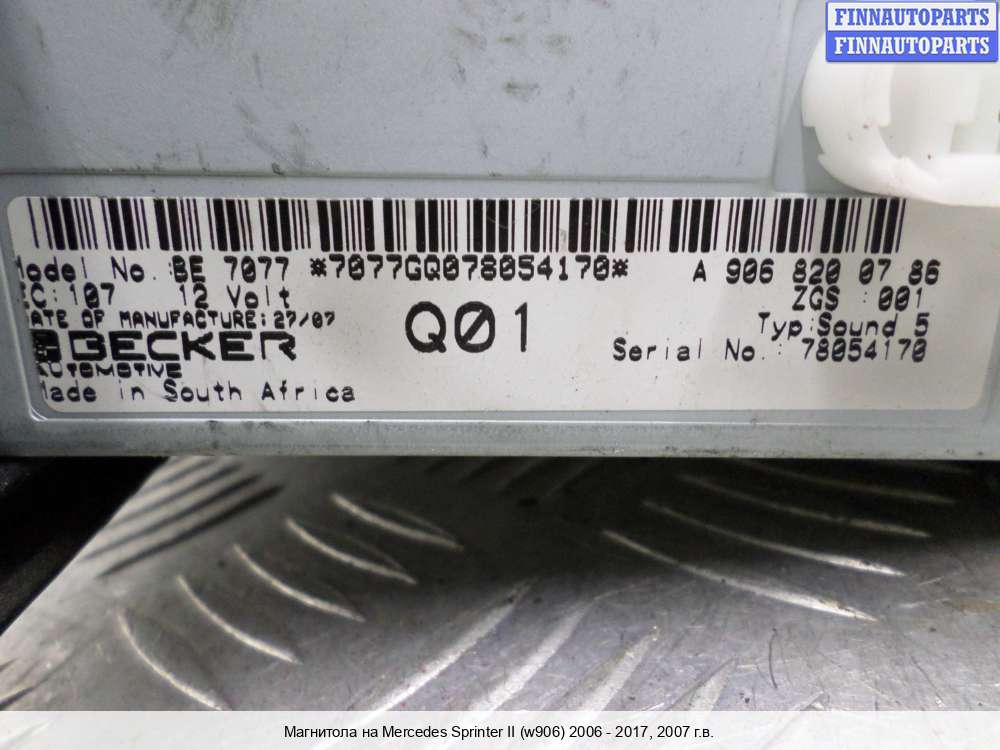 FINNAUTOPARTS
FINNAUTOPARTS
Model No.:BE 7077 *7077GQ078054170* A 906 820 07 86
:107 12 Volt ZGS :001
DATE OF MANUFACTURE:27/07 Q01 Typ:Sound 5
BECKER Serial No.: 78054170
AUTOMOTIVE
Made in South Africa
Магнитола на Mercedes Sprinter II (w906) 2006 - 2017, 2007 г.в.